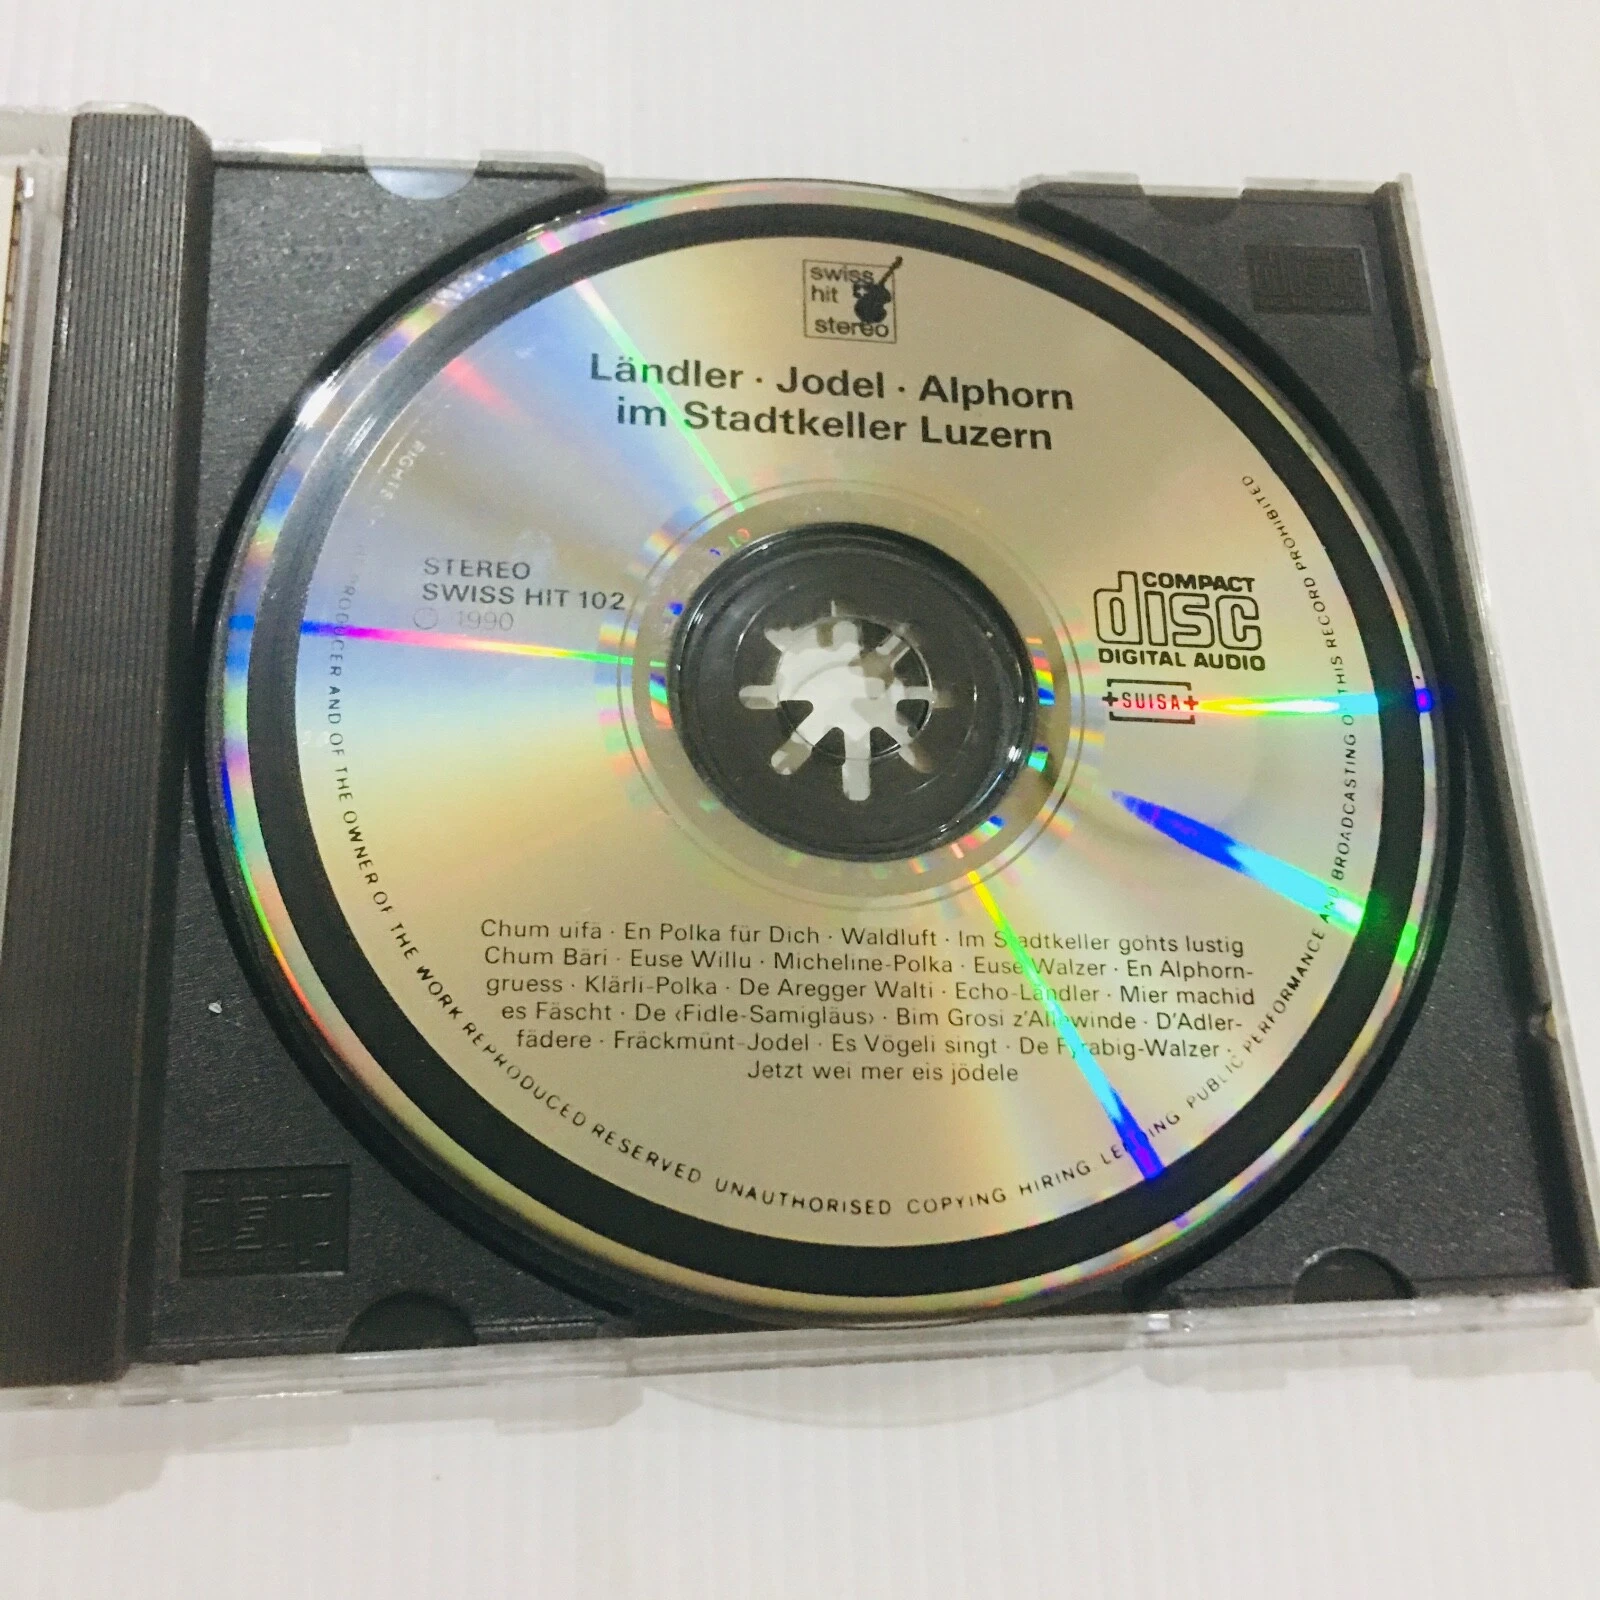 swiss
hit
stereo
Ländler · Jodel · Alphorn
im Stadtkeller Luzern
STEREO
SWISS HIT 102
Ⓟ 1990
COMPACT
disc
DIGITAL AUDIO
+SUISA+
Chum uifä · En Polka für Dich · Waldluft · Im Stadtkeller gohts lustig
Chum Bäri · Euse Willu · Micheline-Polka · Euse Walzer · En Alphorn-
gruess · Klärli-Polka · De Aregger Walti · Echo-Ländler · Mier machid
es Fäscht · De ‹Fidle-Samigläus› · Bim Grosi z'Allewinde · D'Adler-
fädere · Fräckmünt-Jodel · Es Vögeli singt · De Fyrabig-Walzer ·
Jetzt wei mer eis jödele
RIGHTS PRODUCER AND OF THE OWNER OF THE WORK REPRODUCED RESERVED UNAUTHORISED COPYING HIRING LENDING PUBLIC PERFORMANCE AND BROADCASTING OF THIS RECORD PROHIBITED